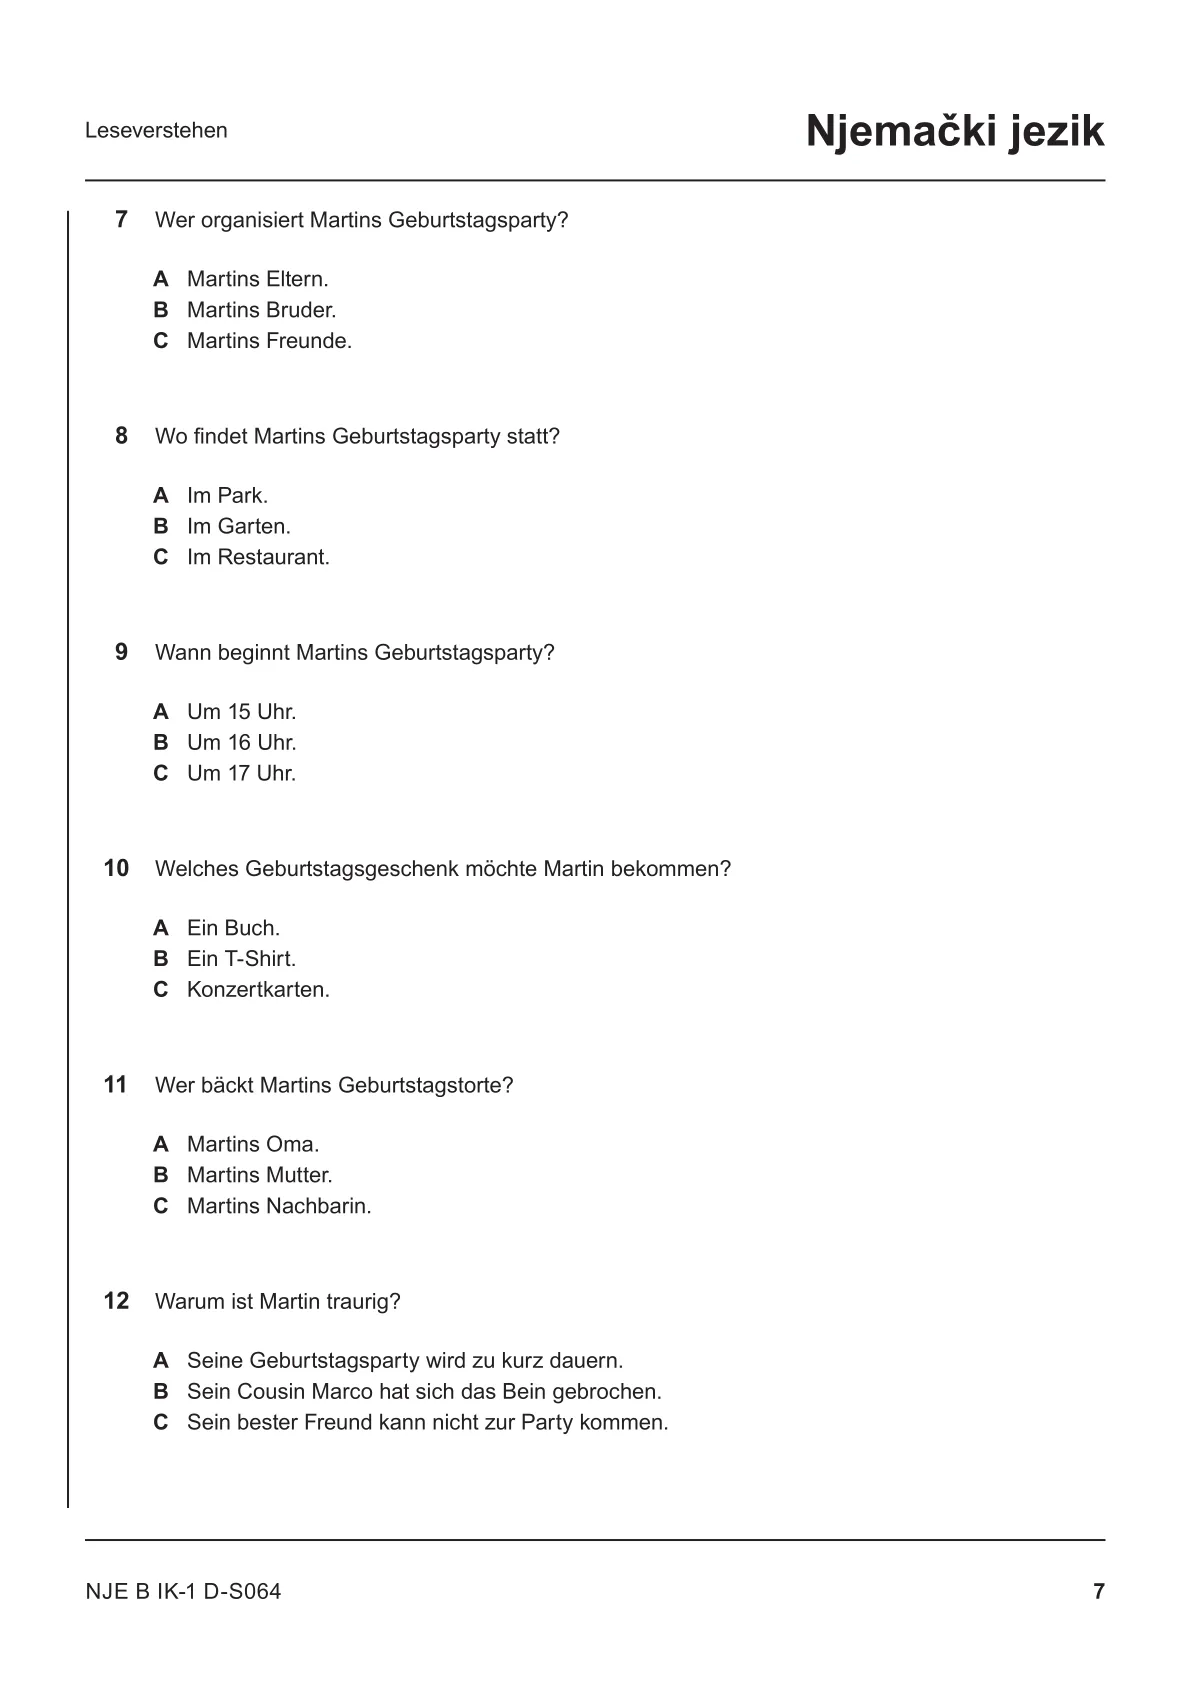 Leseverstehen
Njemački jezik
7 Wer organisiert Martins Geburtstagsparty?
A Martins Eltern.
B Martins Bruder.
C Martins Freunde.
8 Wo findet Martins Geburtstagsparty statt?
A Im Park.
B Im Garten.
C Im Restaurant.
9 Wann beginnt Martins Geburtstagsparty?
A Um 15 Uhr.
B Um 16 Uhr.
C Um 17 Uhr.
10 Welches Geburtstagsgeschenk möchte Martin bekommen?
A Ein Buch.
B Ein T-Shirt.
C Konzertkarten.
11 Wer bäckt Martins Geburtstagstorte?
A Martins Oma.
B Martins Mutter.
C Martins Nachbarin.
12 Warum ist Martin traurig?
A Seine Geburtstagsparty wird zu kurz dauern.
B Sein Cousin Marco hat sich das Bein gebrochen.
C Sein bester Freund kann nicht zur Party kommen.
NJE B IK-1 D-S064
7